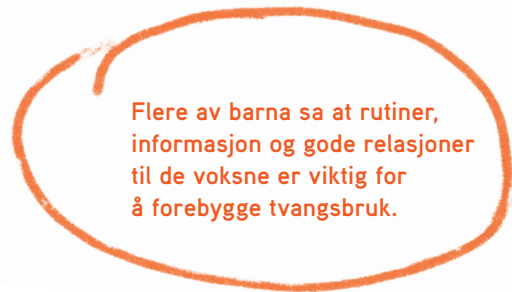 Flere av barna sa at rutiner,
informasjon og gode relasjoner
til de voksne er viktig for
å forebygge tvangsbruk.